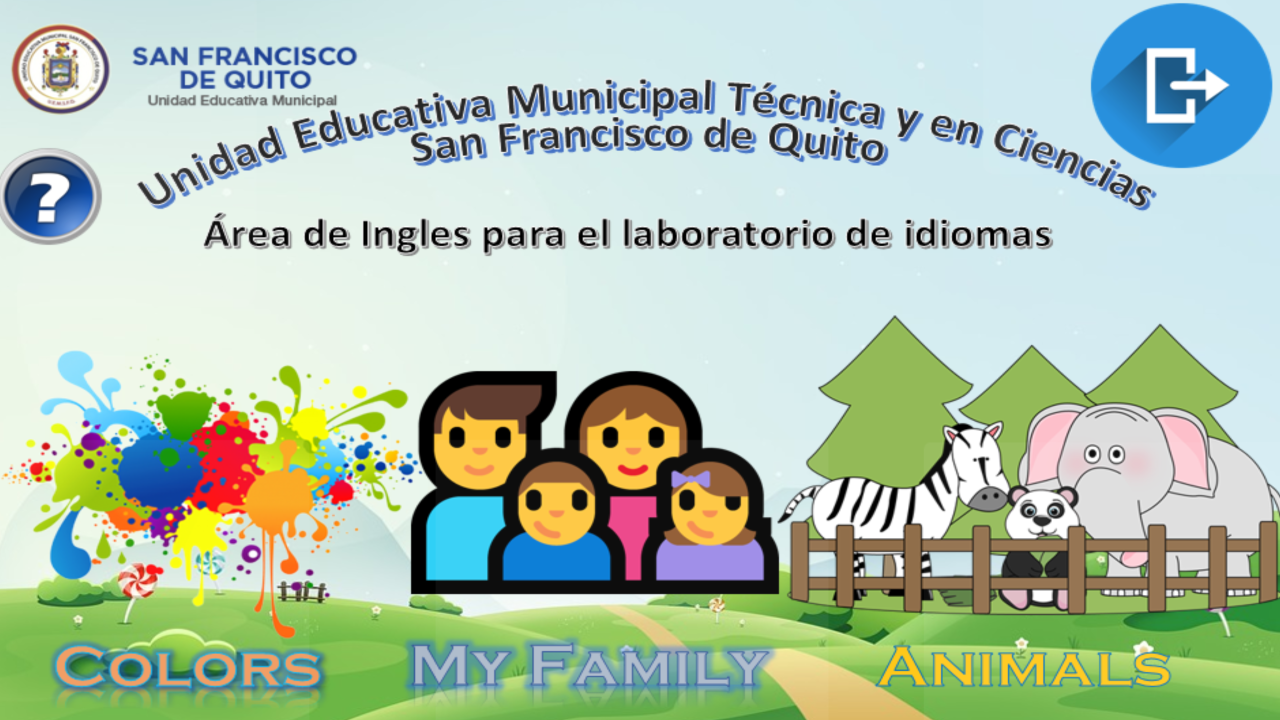 SAN FRANCISCO
DE QUITO
Unidad Educativa Municipal
Unidad Educativa Municipal Técnica y en Ciencias
San Francisco de Quito
?
Área de Ingles para el laboratorio de idiomas
COLORS
MY FAMILY
ANIMALS